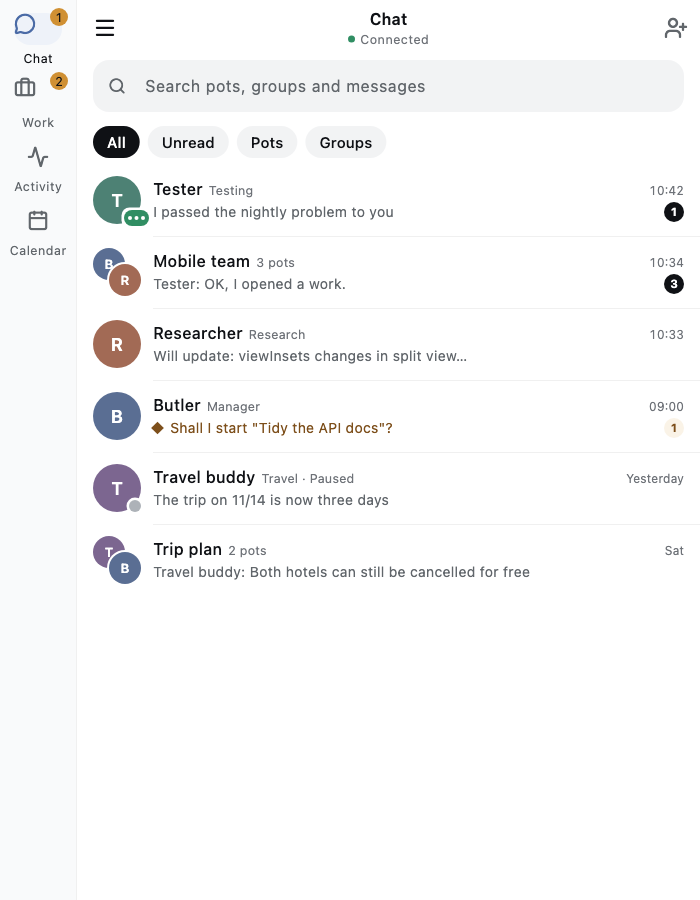 1
Chat
2
Work
Activity
Calendar
Chat
Connected
Search pots, groups and messages
All Unread Pots Groups
T
Tester Testing 10:42
I passed the nightly problem to you 1
B R
Mobile team 3 pots 10:34
Tester: OK, I opened a work. 3
R
Researcher Research 10:33
Will update: viewInsets changes in split view…
B
Butler Manager 09:00
Shall I start "Tidy the API docs"? 1
T
Travel buddy Travel · Paused Yesterday
The trip on 11/14 is now three days
T B
Trip plan 2 pots Sat
Travel buddy: Both hotels can still be cancelled for free